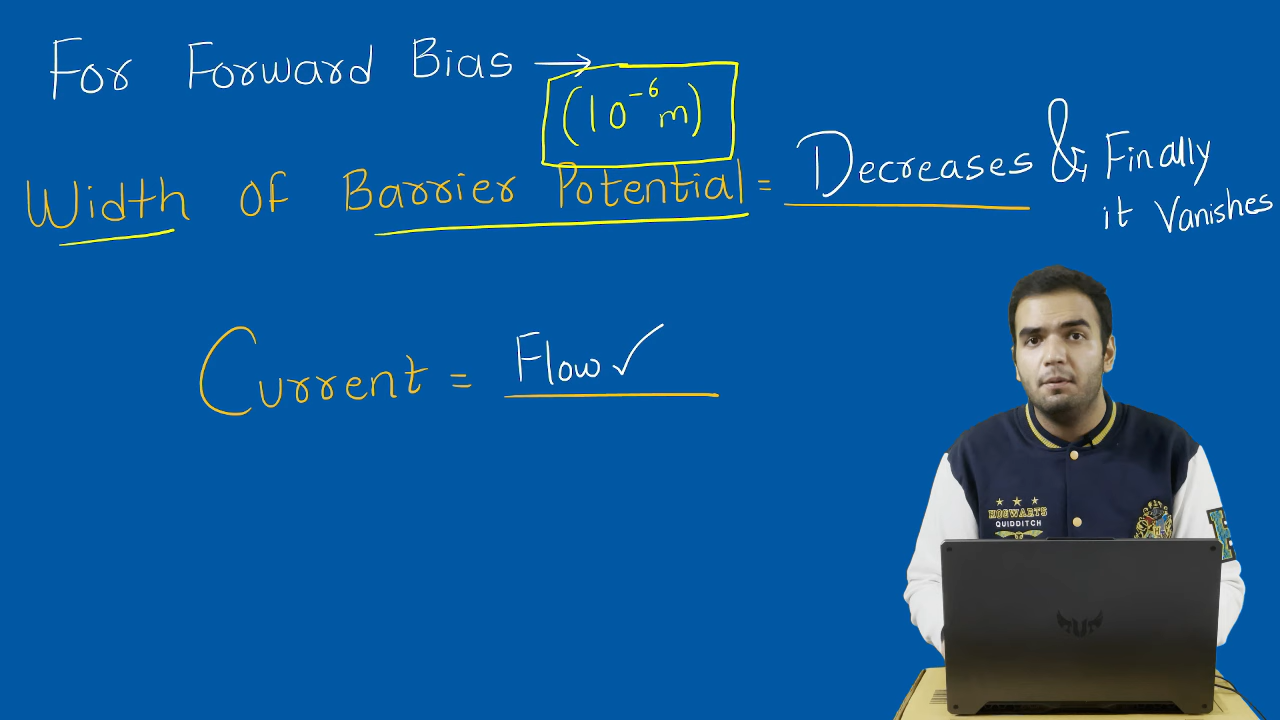 For Forward Bias →
(10⁻⁶ m)
Width of Barrier Potential = Decreases & Finally
it Vanishes
Current = Flow ✓
HOGWARTS
QUIDDITCH